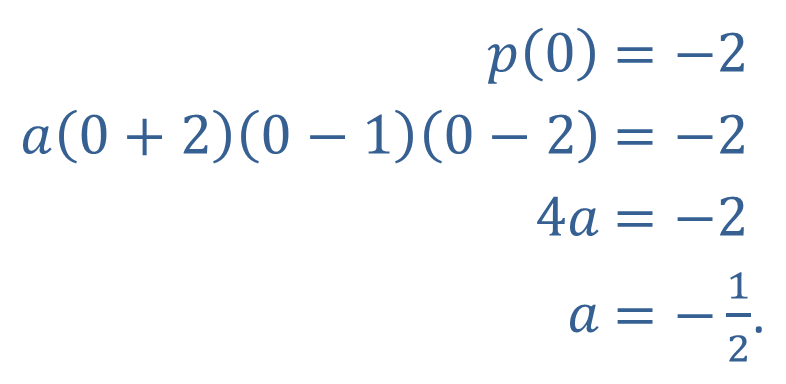 p(0) = −2
a(0 + 2)(0 − 1)(0 − 2) = −2
4a = −2
a = −1/2.